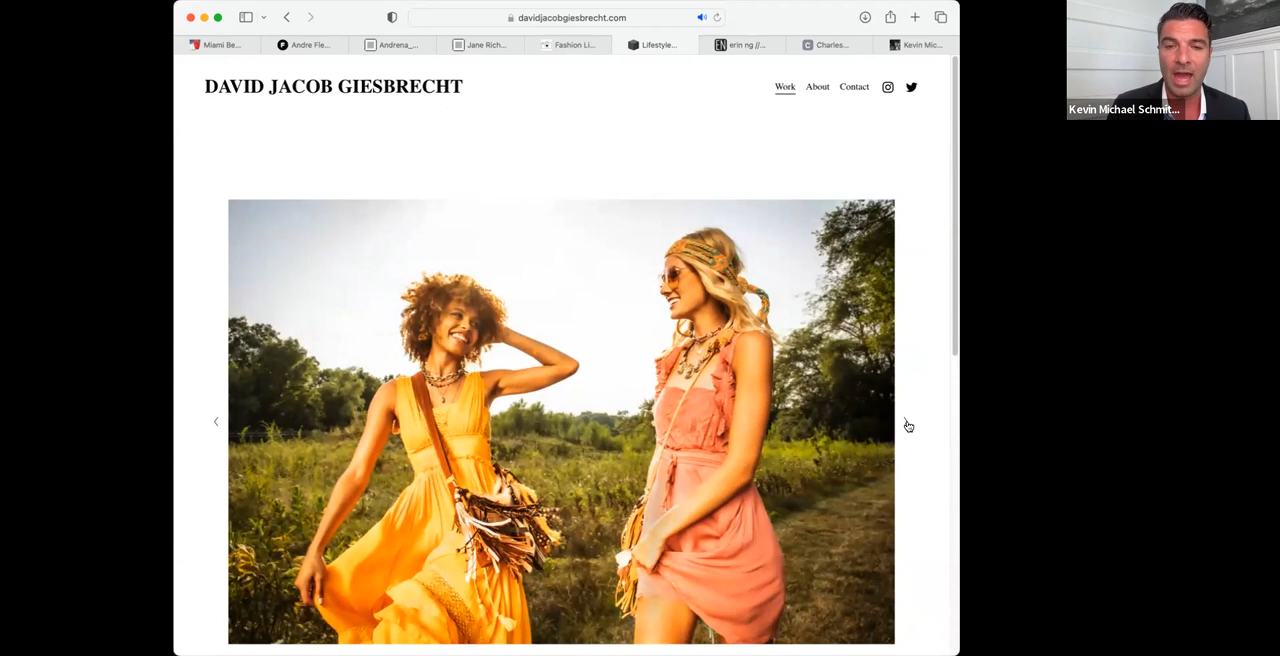 davidjacobgiesbrecht.com
Miami Be...
Andre Fle...
Andrena_...
Jane Rich...
Fashion Li...
Lifestyle...
EN erin ng //...
C Charles...
Kevin Mic...
DAVID JACOB GIESBRECHT
Work About Contact
Kevin Michael Schmit...